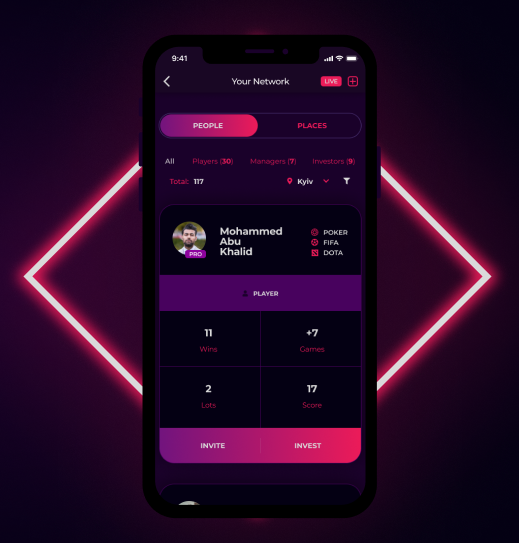 9:41
Your Network LIVE
PEOPLE PLACES
All Players (30) Managers (7) Investors (9)
Total: 117 Kyiv
Mohammed
Abu
Khalid
PRO
POKER
FIFA
DOTA
PLAYER
11 +7
Wins Games
2 17
Lots Score
INVITE INVEST